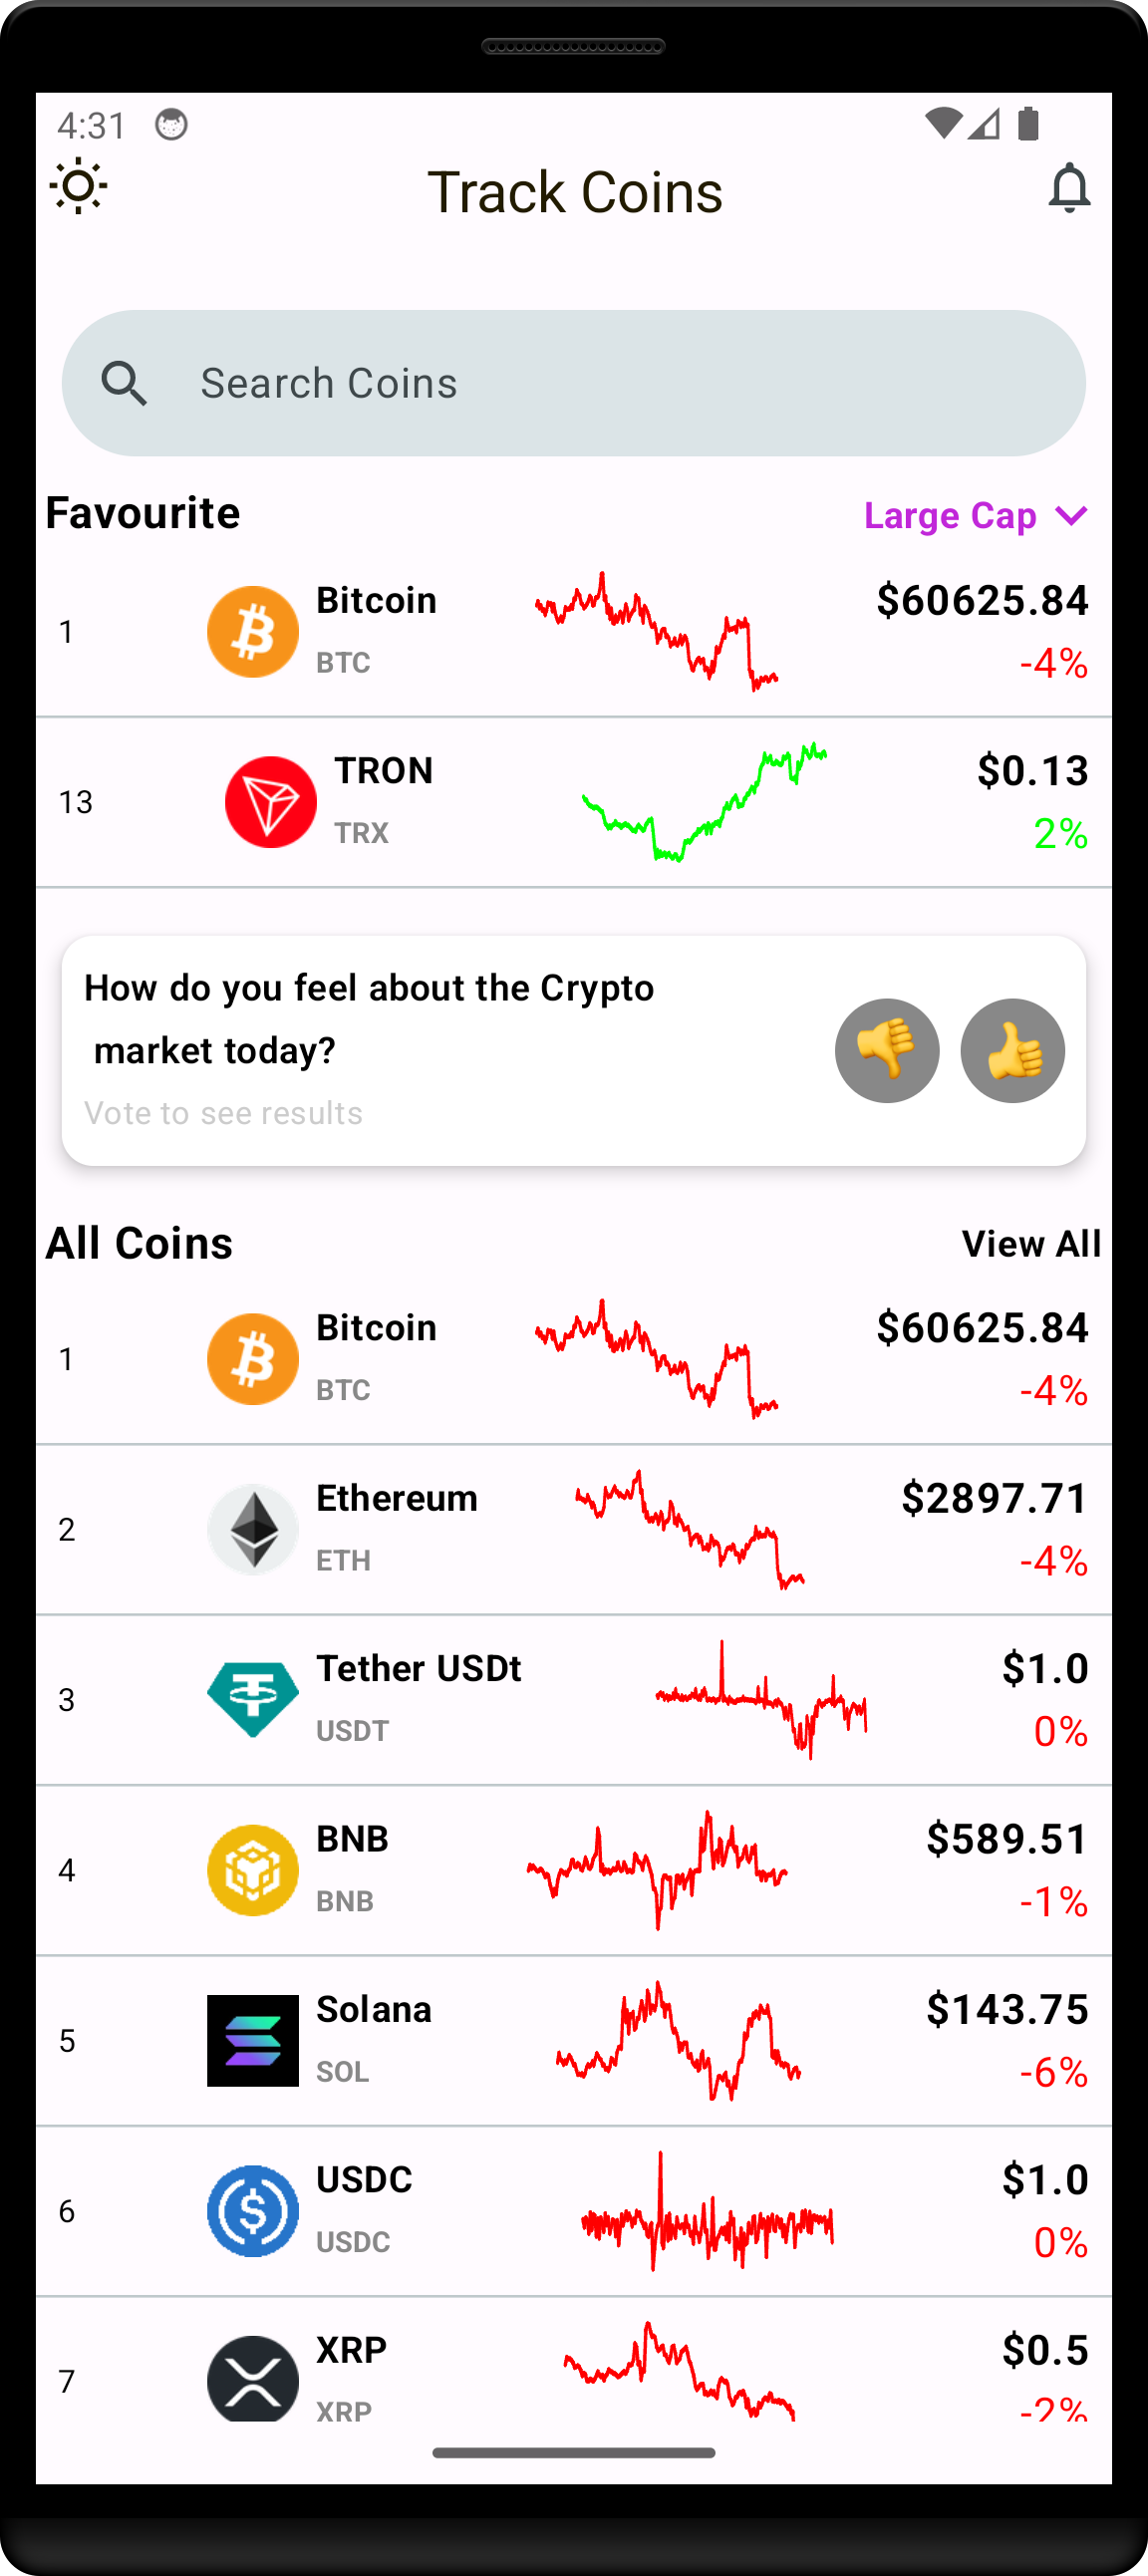 4:31
Track Coins
Search Coins
Favourite
Large Cap
1
Bitcoin
BTC
$60625.84
-4%
13
TRON
TRX
$0.13
2%
How do you feel about the Crypto
market today?
Vote to see results
All Coins
View All
1
Bitcoin
BTC
$60625.84
-4%
2
Ethereum
ETH
$2897.71
-4%
3
Tether USDt
USDT
$1.0
0%
4
BNB
BNB
$589.51
-1%
5
Solana
SOL
$143.75
-6%
6
USDC
USDC
$1.0
0%
7
XRP
XRP
$0.5
-2%